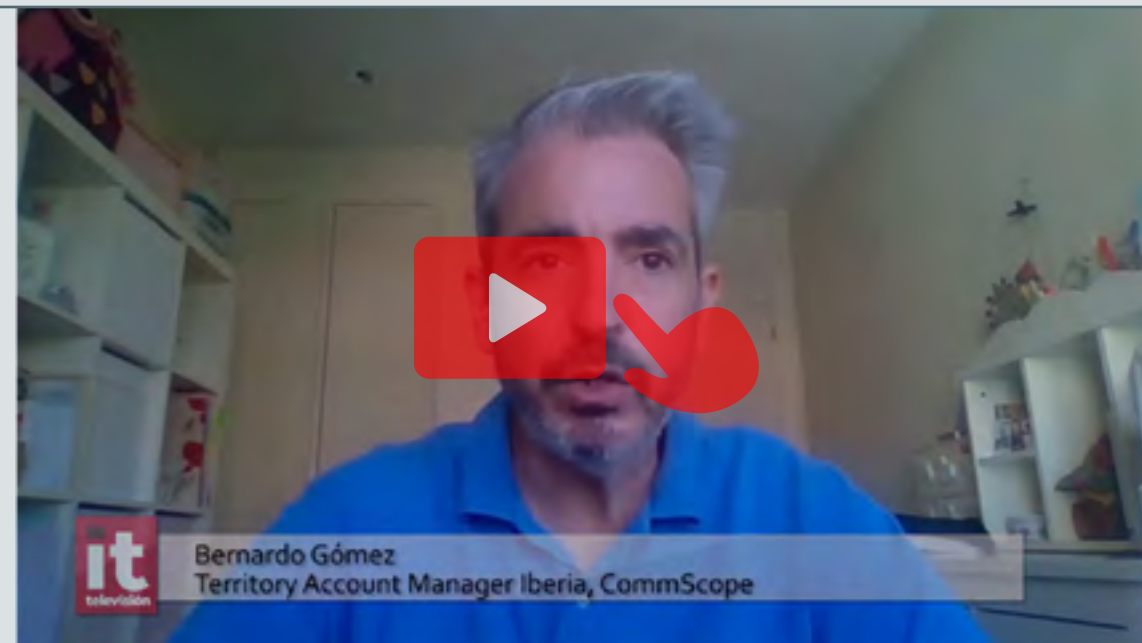 Bernardo Gómez
Territory Account Manager Iberia, CommScope
it
televisión